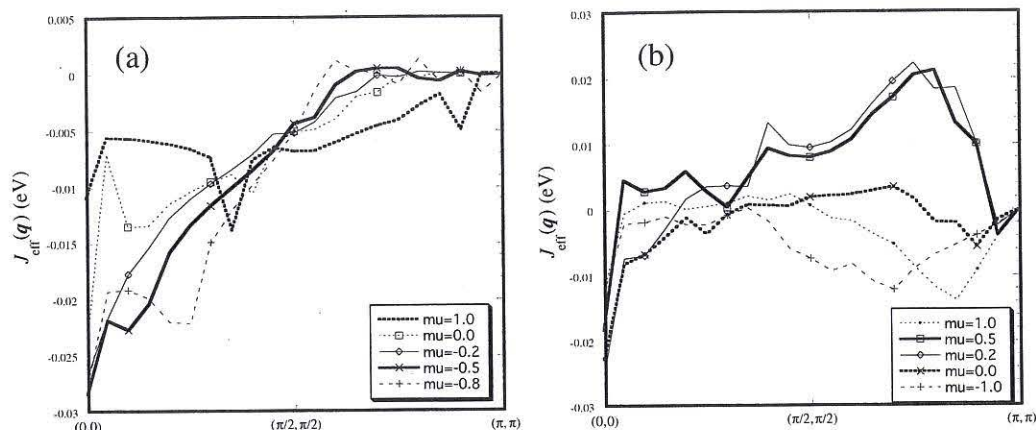 (a)
J_eff(q) (eV)
0.005
0
-0.005
-0.01
-0.015
-0.02
-0.025
-0.03
(0,0)
(π/2,π/2)
(π, π)
mu=1.0
mu=0.0
mu=-0.2
mu=-0.5
mu=-0.8
(b)
J_eff(q) (eV)
0.03
0.02
0.01
0
-0.01
-0.02
-0.03
(0,0)
(π/2,π/2)
(π, π)
mu=1.0
mu=0.5
mu=0.2
mu=0.0
mu=-1.0